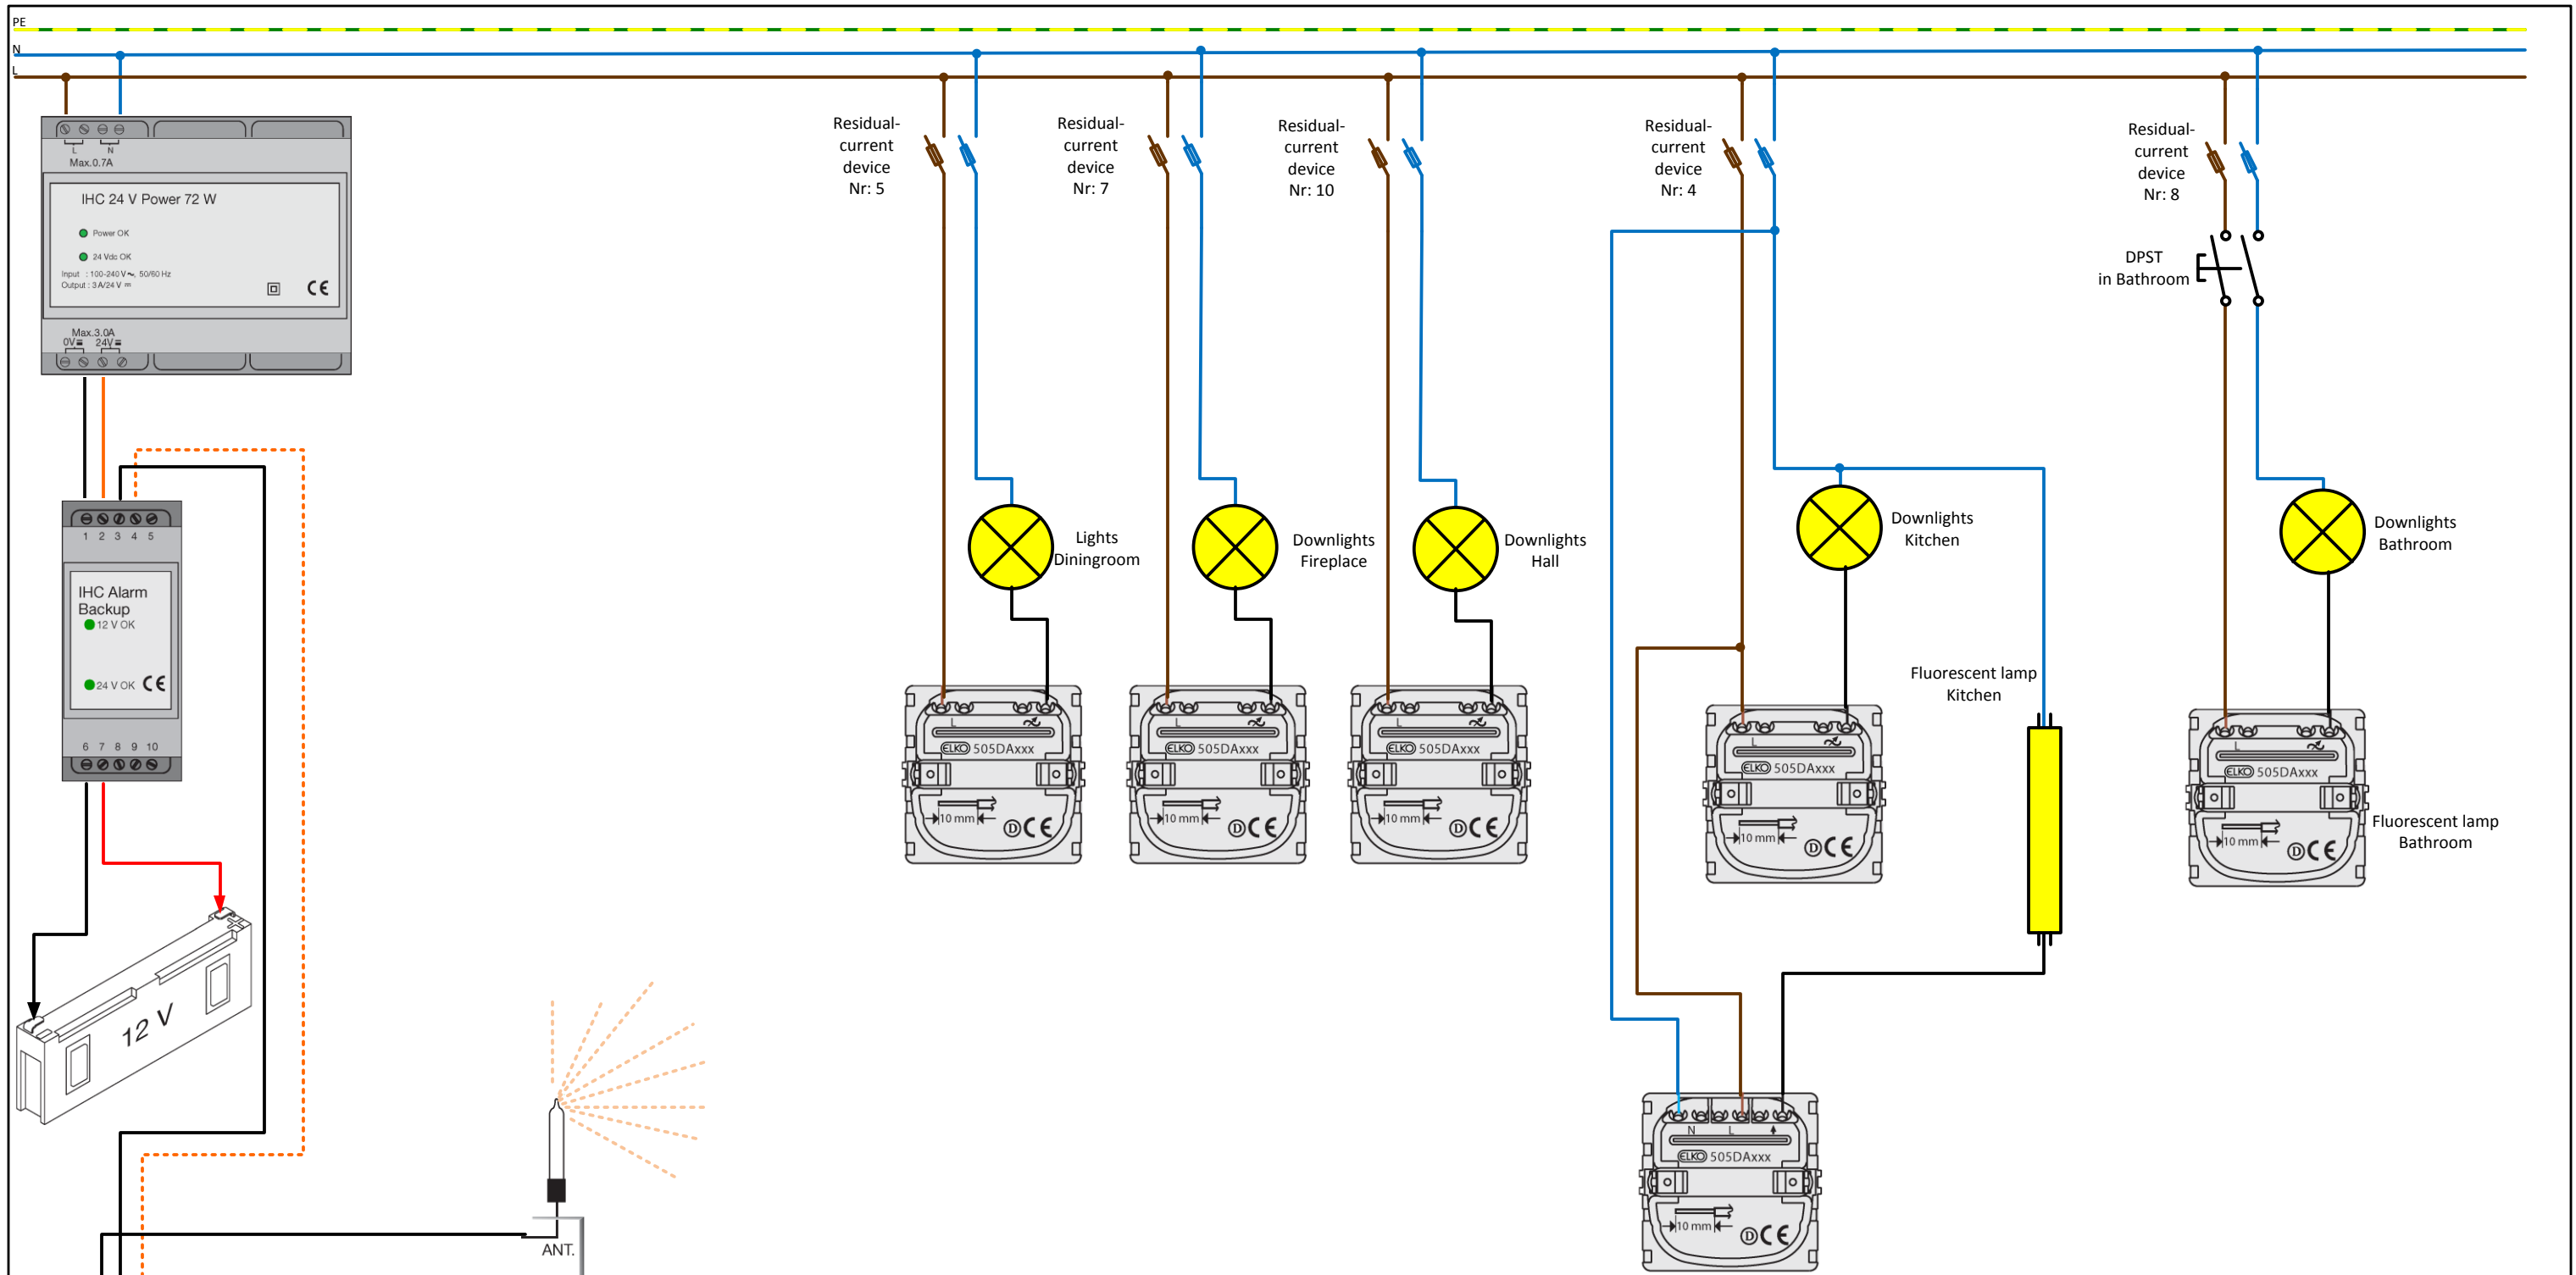 PE
N
L
L N
Max.0.7A
IHC 24 V Power 72 W
Power OK
24 Vdc OK
Input : 100-240 V ~, 50/60 Hz
Output : 3 A/24 V ⎓
CE
Max.3.0A
0V 24V
1 2 3 4 5
IHC Alarm
Backup
12 V OK
24 V OK CE
6 7 8 9 10
12 V
ANT.
Residual-
current
device
Nr: 5
Residual-
current
device
Nr: 7
Residual-
current
device
Nr: 10
Residual-
current
device
Nr: 4
Residual-
current
device
Nr: 8
DPST
in Bathroom
Lights
Diningroom
Downlights
Fireplace
Downlights
Hall
Downlights
Kitchen
Downlights
Bathroom
Fluorescent lamp
Kitchen
Fluorescent lamp
Bathroom
L
ELKO 505DAxxx
10 mm
D CE
L
ELKO 505DAxxx
10 mm
D CE
L
ELKO 505DAxxx
10 mm
D CE
L
ELKO 505DAxxx
10 mm
D CE
L
ELKO 505DAxxx
10 mm
D CE
N L
ELKO 505DAxxx
10 mm
D CE